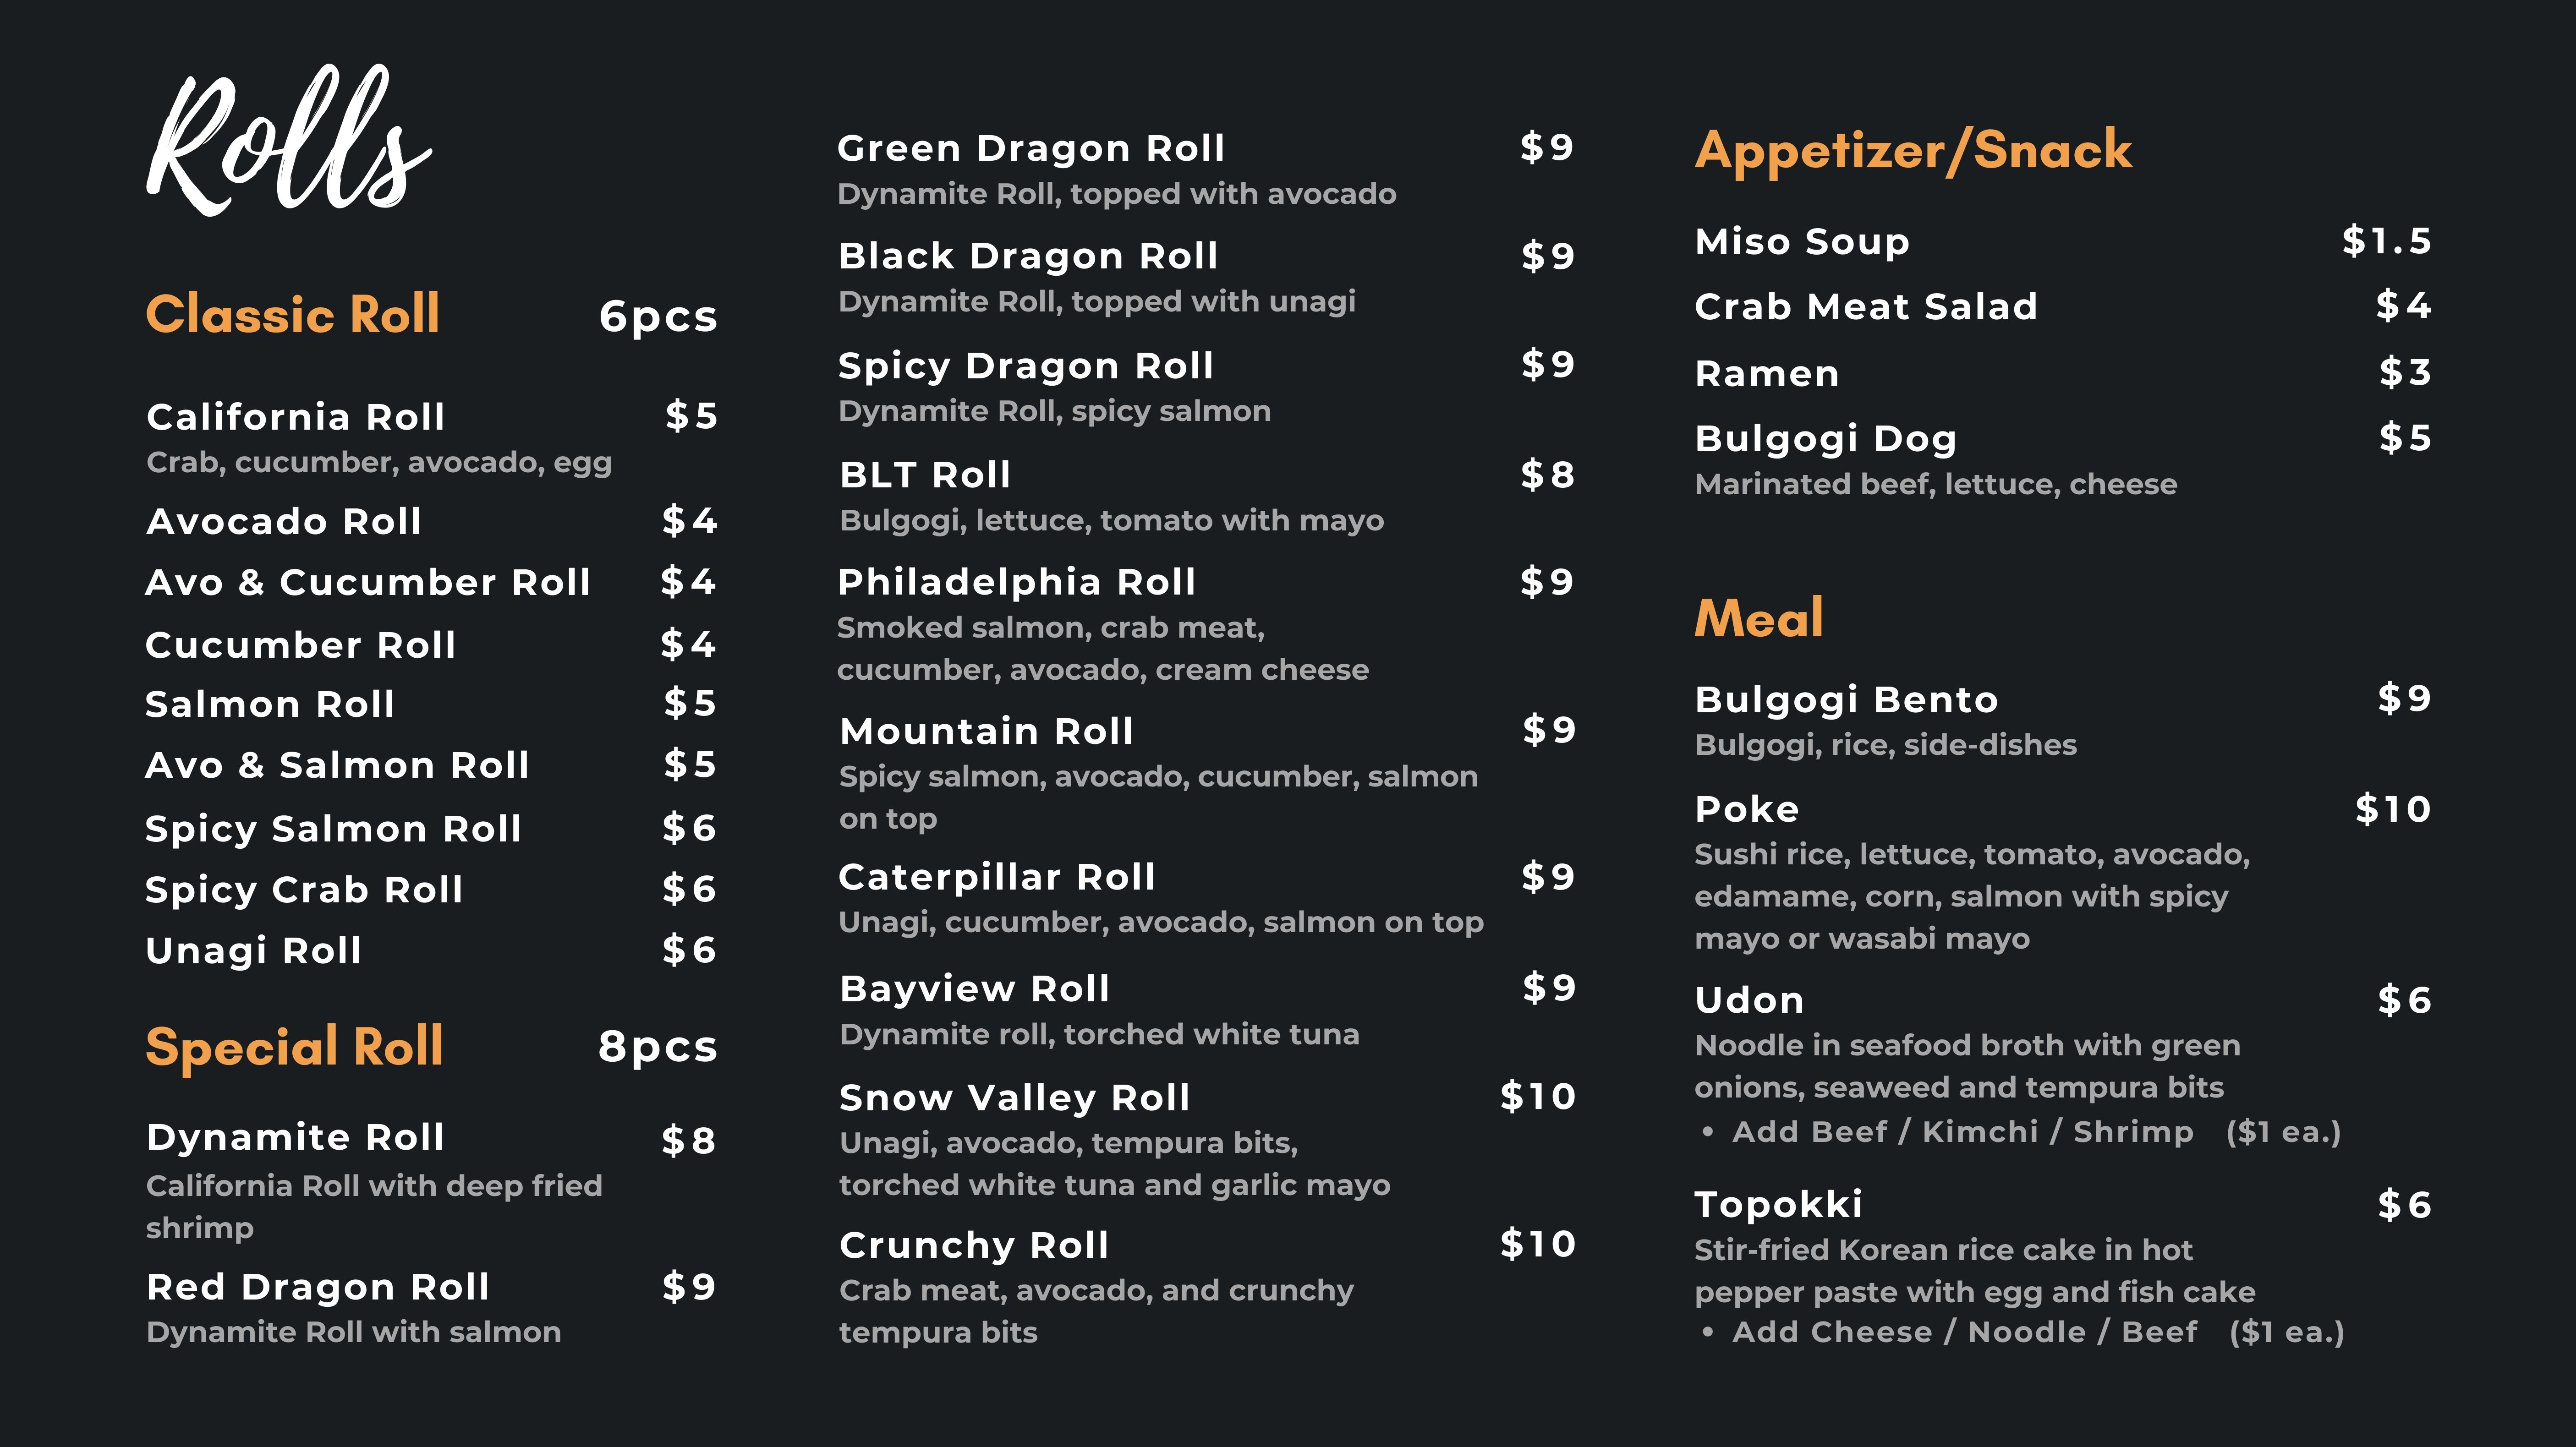 Rolls
Classic Roll 6pcs
California Roll $5
Crab, cucumber, avocado, egg
Avocado Roll $4
Avo & Cucumber Roll $4
Cucumber Roll $4
Salmon Roll $5
Avo & Salmon Roll $5
Spicy Salmon Roll $6
Spicy Crab Roll $6
Unagi Roll $6
Special Roll 8pcs
Dynamite Roll $8
California Roll with deep fried
shrimp
Red Dragon Roll $9
Dynamite Roll with salmon
Green Dragon Roll $9
Dynamite Roll, topped with avocado
Black Dragon Roll $9
Dynamite Roll, topped with unagi
Spicy Dragon Roll $9
Dynamite Roll, spicy salmon
BLT Roll $8
Bulgogi, lettuce, tomato with mayo
Philadelphia Roll $9
Smoked salmon, crab meat,
cucumber, avocado, cream cheese
Mountain Roll $9
Spicy salmon, avocado, cucumber, salmon
on top
Caterpillar Roll $9
Unagi, cucumber, avocado, salmon on top
Bayview Roll $9
Dynamite roll, torched white tuna
Snow Valley Roll $10
Unagi, avocado, tempura bits,
torched white tuna and garlic mayo
Crunchy Roll $10
Crab meat, avocado, and crunchy
tempura bits
Appetizer/Snack
Miso Soup $1.5
Crab Meat Salad $4
Ramen $3
Bulgogi Dog $5
Marinated beef, lettuce, cheese
Meal
Bulgogi Bento $9
Bulgogi, rice, side-dishes
Poke $10
Sushi rice, lettuce, tomato, avocado,
edamame, corn, salmon with spicy
mayo or wasabi mayo
Udon $6
Noodle in seafood broth with green
onions, seaweed and tempura bits
• Add Beef / Kimchi / Shrimp ($1 ea.)
Topokki $6
Stir-fried Korean rice cake in hot
pepper paste with egg and fish cake
• Add Cheese / Noodle / Beef ($1 ea.)